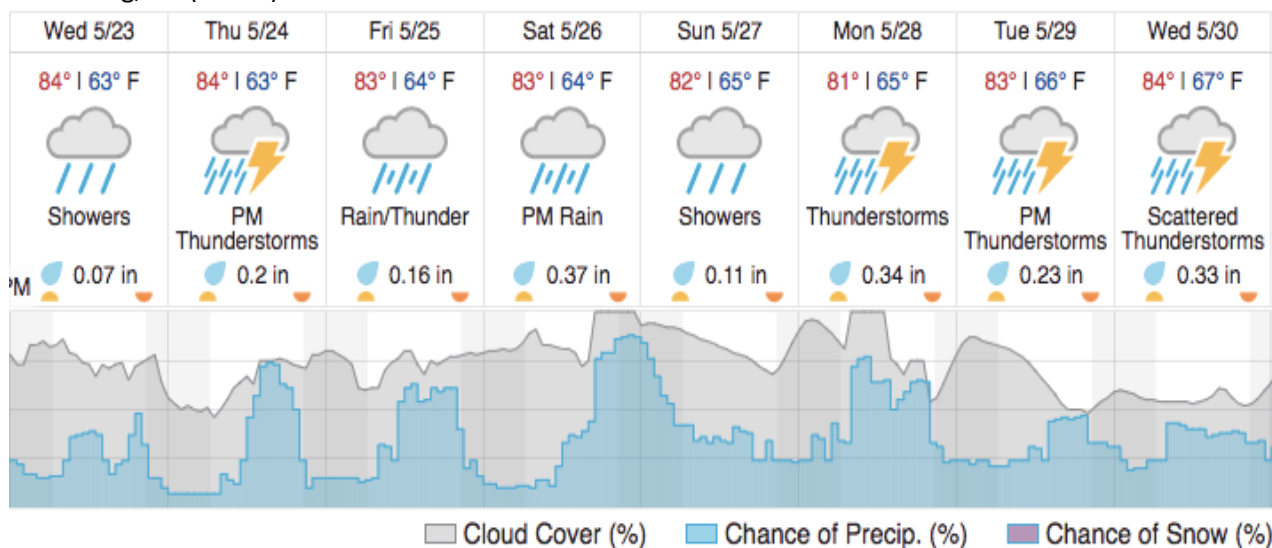 Wed 5/23 Thu 5/24 Fri 5/25 Sat 5/26 Sun 5/27 Mon 5/28 Tue 5/29 Wed 5/30
84° | 63° F 84° | 63° F 83° | 64° F 83° | 64° F 82° | 65° F 81° | 65° F 83° | 66° F 84° | 67° F
Showers PM Rain/Thunder PM Rain Showers Thunderstorms PM Scattered
Thunderstorms Thunderstorms Thunderstorms
PM 0.07 in 0.2 in 0.16 in 0.37 in 0.11 in 0.34 in 0.23 in 0.33 in
Cloud Cover (%) Chance of Precip. (%) Chance of Snow (%)